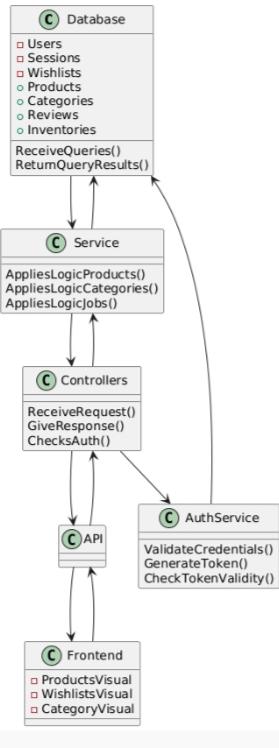 C Database
Users
Sessions
Wishlists
Products
Categories
Reviews
Inventories
ReceiveQueries()
ReturnQueryResults()
C Service
AppliesLogicProducts()
AppliesLogicCategories()
AppliesLogicJobs()
C Controllers
ReceiveRequest()
GiveResponse()
ChecksAuth()
C API
C AuthService
ValidateCredentials()
GenerateToken()
CheckTokenValidity()
C Frontend
ProductsVisual
WishlistsVisual
CategoryVisual